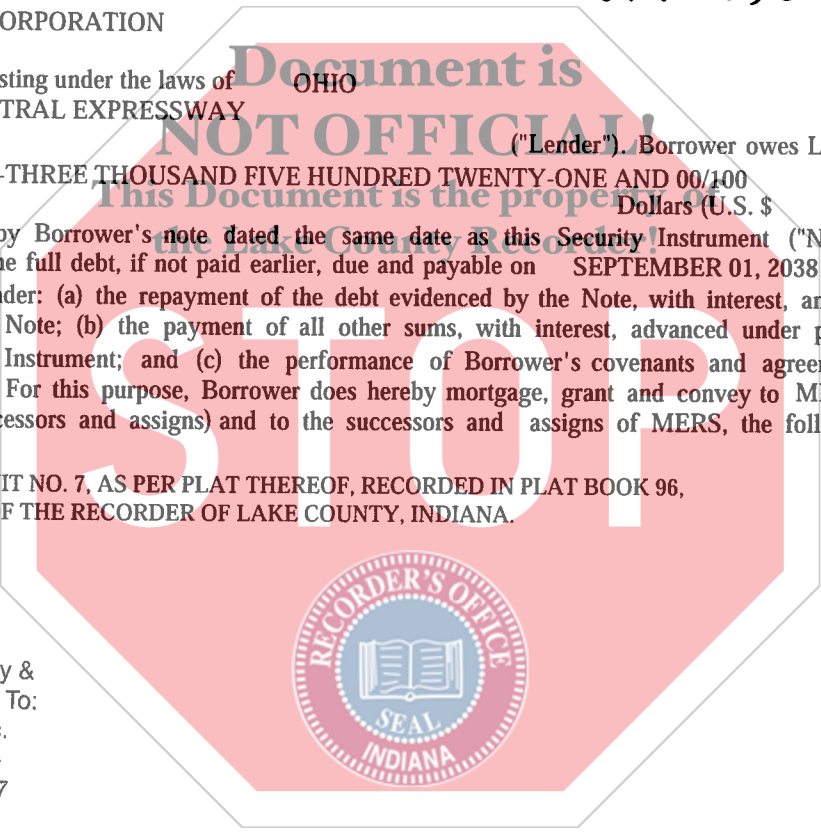 ORPORATION
sting under the laws of OHIO
TRAL EXPRESSWAY
("Lender"). Borrower owes L
-THREE THOUSAND FIVE HUNDRED TWENTY-ONE AND 00/100
Dollars (U.S. $
by Borrower's note dated the same date as this Security Instrument ("N
ne full debt, if not paid earlier, due and payable on SEPTEMBER 01, 2038
nder: (a) the repayment of the debt evidenced by the Note, with interest, an
Note; (b) the payment of all other sums, with interest, advanced under p
Instrument; and (c) the performance of Borrower's covenants and agree
For this purpose, Borrower does hereby mortgage, grant and convey to M
cessors and assigns) and to the successors and assigns of MERS, the foll
IT NO. 7, AS PER PLAT THEREOF, RECORDED IN PLAT BOOK 96,
F THE RECORDER OF LAKE COUNTY, INDIANA.
y &
To:
7
Document is
NOT OFFICIAL!
This Document is the property of
the Lake County Recorder!
STOP
RECORDER'S OFFICE
SEAL
INDIANA